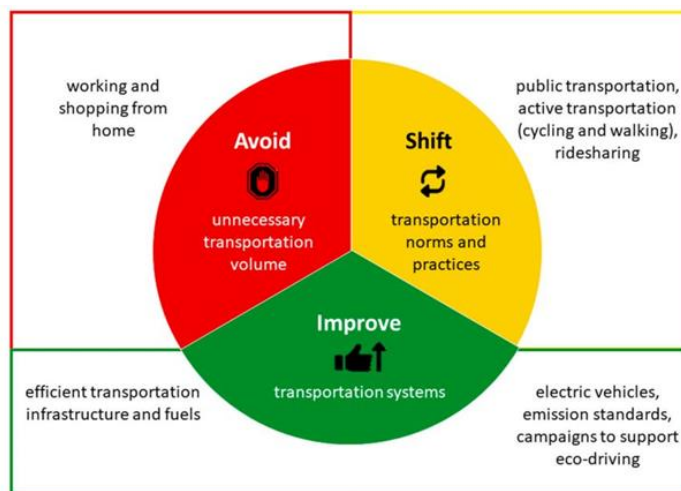 working and
shopping from
home
public transportation,
active transportation
(cycling and walking),
ridesharing
Avoid
unnecessary
transportation
volume
Shift
transportation
norms and
practices
Improve
transportation systems
efficient transportation
infrastructure and fuels
electric vehicles,
emission standards,
campaigns to support
eco-driving